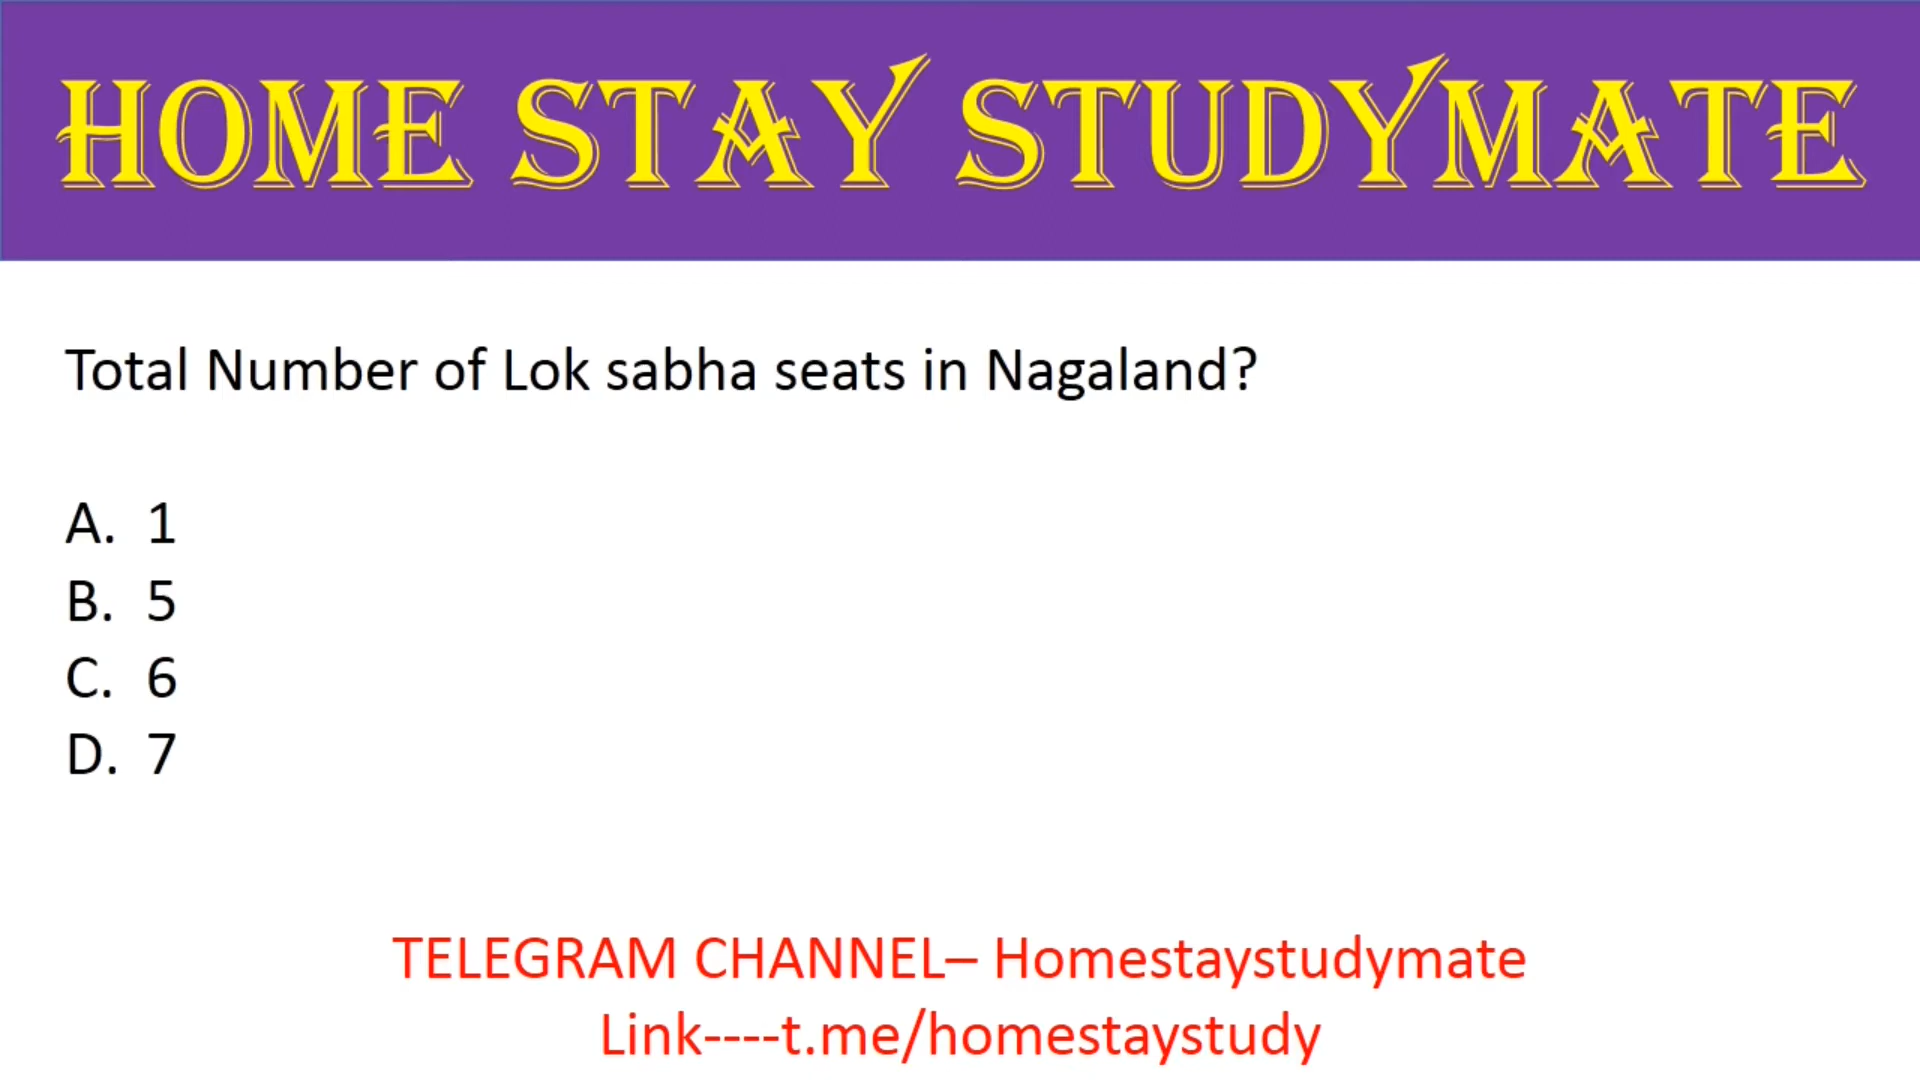 HOME STAY STUDYMATE
Total Number of Lok sabha seats in Nagaland?
A. 1
B. 5
C. 6
D. 7
TELEGRAM CHANNEL– Homestaystudymate
Link----t.me/homestaystudy